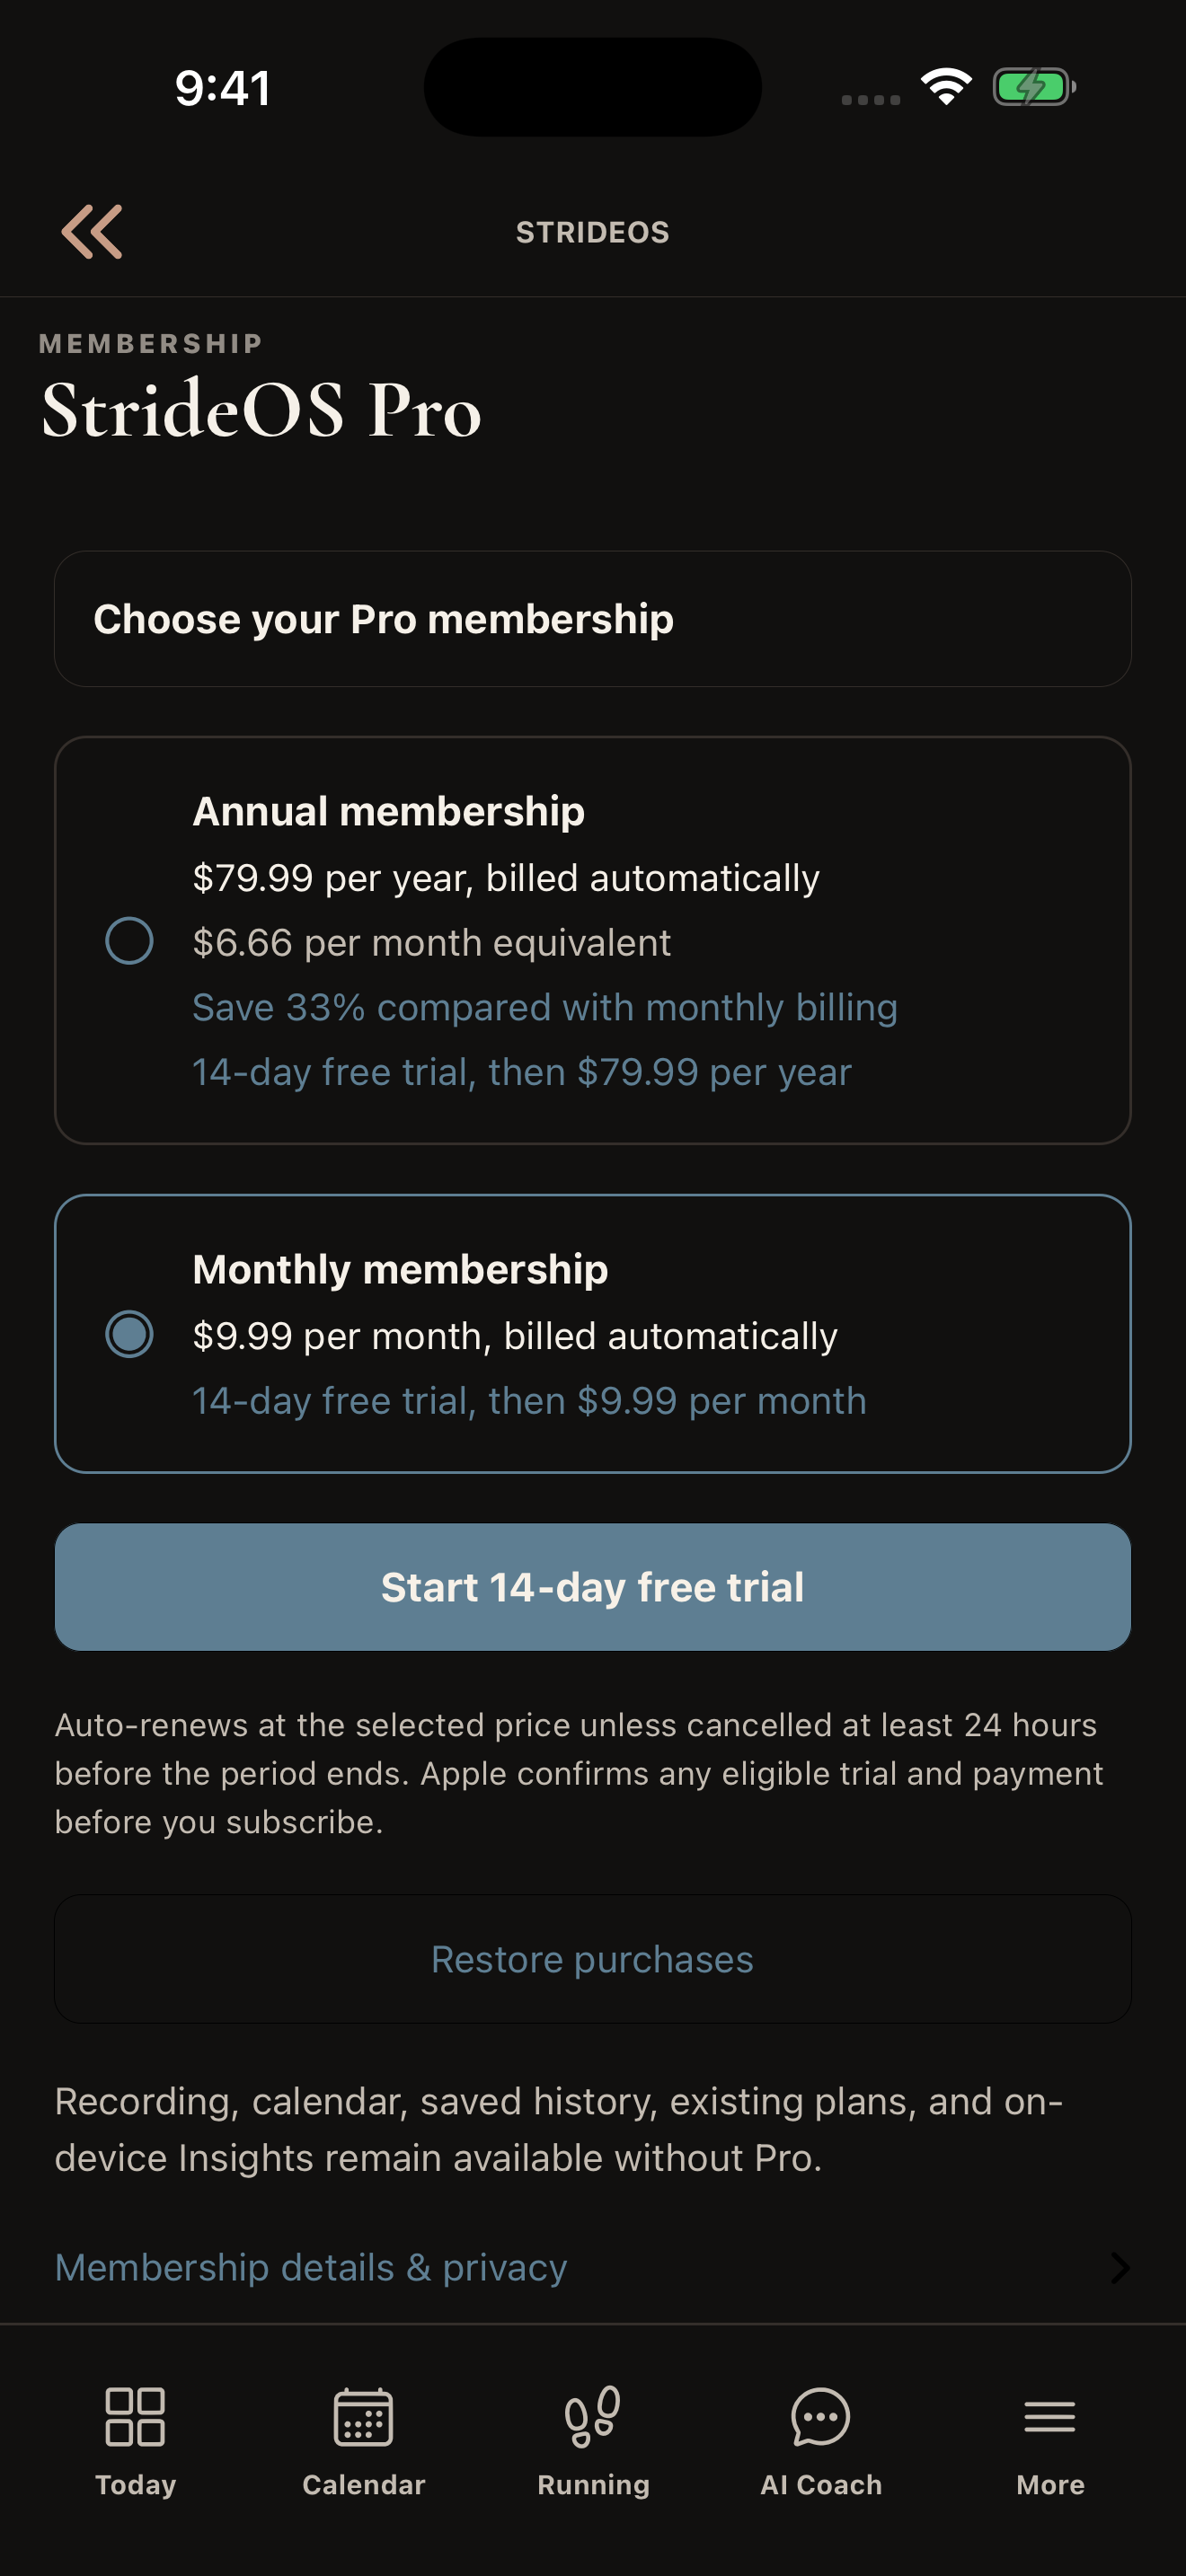 9:41
STRIDEOS
MEMBERSHIP
StrideOS Pro
Choose your Pro membership
Annual membership
$79.99 per year, billed automatically
$6.66 per month equivalent
Save 33% compared with monthly billing
14-day free trial, then $79.99 per year
Monthly membership
$9.99 per month, billed automatically
14-day free trial, then $9.99 per month
Start 14-day free trial
Auto-renews at the selected price unless cancelled at least 24 hours
before the period ends. Apple confirms any eligible trial and payment
before you subscribe.
Restore purchases
Recording, calendar, saved history, existing plans, and on-
device Insights remain available without Pro.
Membership details & privacy
Today
Calendar
Running
AI Coach
More